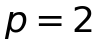 p = 2